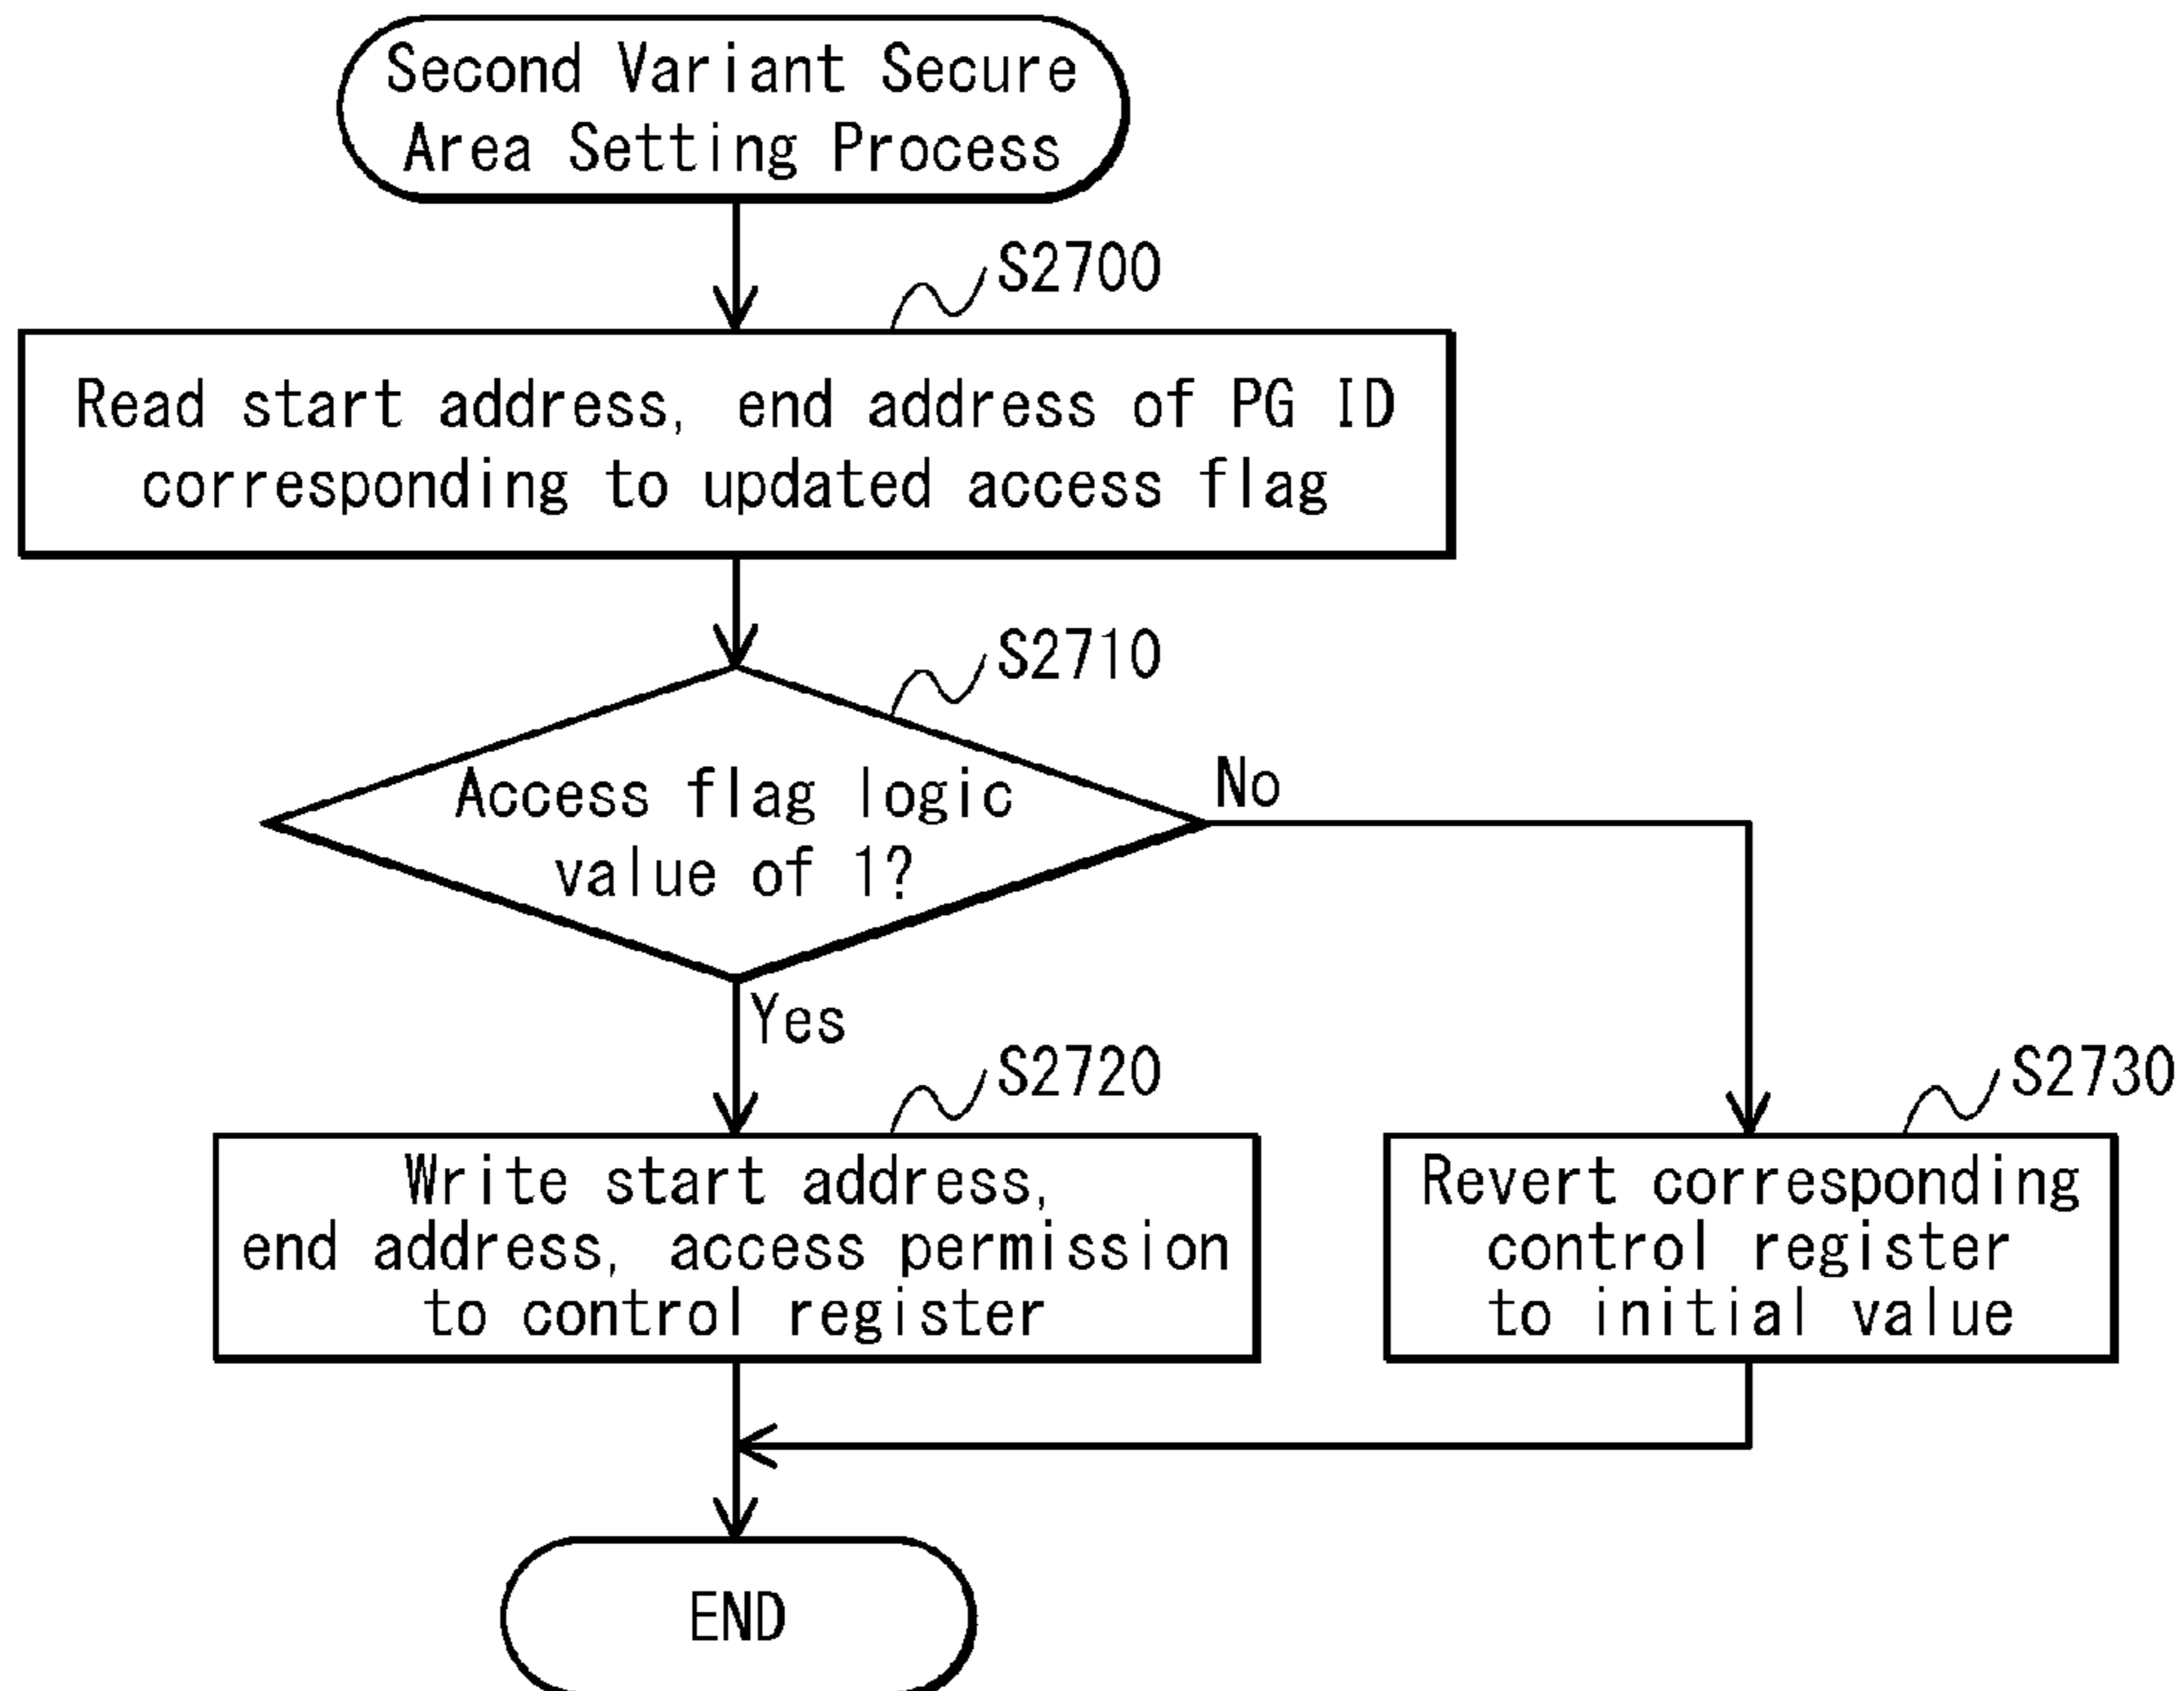 Second Variant Secure
Area Setting Process
S2700
Read start address, end address of PG ID
corresponding to updated access flag
S2710
Access flag logic
value of 1?
No
Yes
S2720
Write start address,
end address, access permission
to control register
S2730
Revert corresponding
control register
to initial value
END